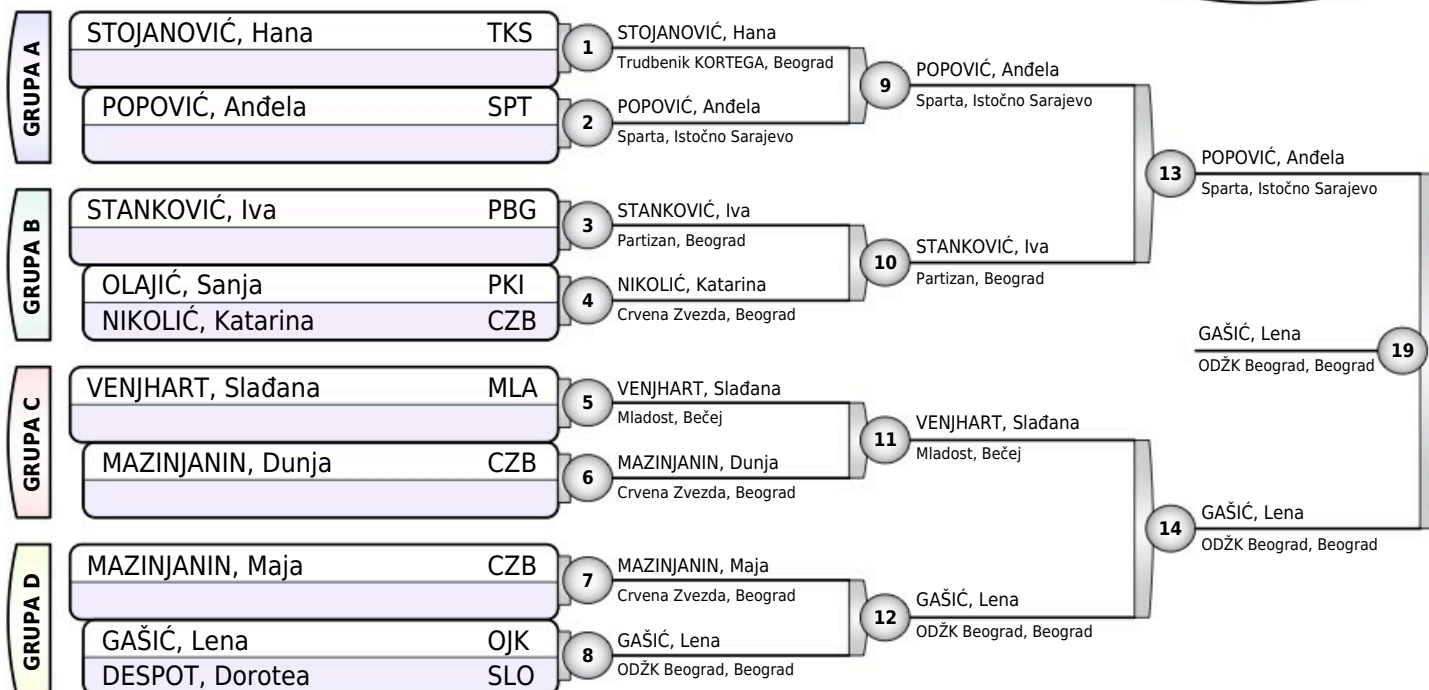 GRUPA A
STOJANOVIĆ, Hana TKS
POPOVIĆ, Anđela SPT
GRUPA B
STANKOVIĆ, Iva PBG
OLAJIĆ, Sanja PKI
NIKOLIĆ, Katarina CZB
GRUPA C
VENJHART, Slađana MLA
MAZINJANIN, Dunja CZB
GRUPA D
MAZINJANIN, Maja CZB
GAŠIĆ, Lena OJK
DESPOT, Dorotea SLO
1
STOJANOVIĆ, Hana
Trudbenik KORTEGA, Beograd
2
POPOVIĆ, Anđela
Sparta, Istočno Sarajevo
3
STANKOVIĆ, Iva
Partizan, Beograd
4
NIKOLIĆ, Katarina
Crvena Zvezda, Beograd
5
VENJHART, Slađana
Mladost, Bečej
6
MAZINJANIN, Dunja
Crvena Zvezda, Beograd
7
MAZINJANIN, Maja
Crvena Zvezda, Beograd
8
GAŠIĆ, Lena
ODŽK Beograd, Beograd
9
POPOVIĆ, Anđela
Sparta, Istočno Sarajevo
10
STANKOVIĆ, Iva
Partizan, Beograd
11
VENJHART, Slađana
Mladost, Bečej
12
GAŠIĆ, Lena
ODŽK Beograd, Beograd
13
POPOVIĆ, Anđela
Sparta, Istočno Sarajevo
14
GAŠIĆ, Lena
ODŽK Beograd, Beograd
GAŠIĆ, Lena
ODŽK Beograd, Beograd
19